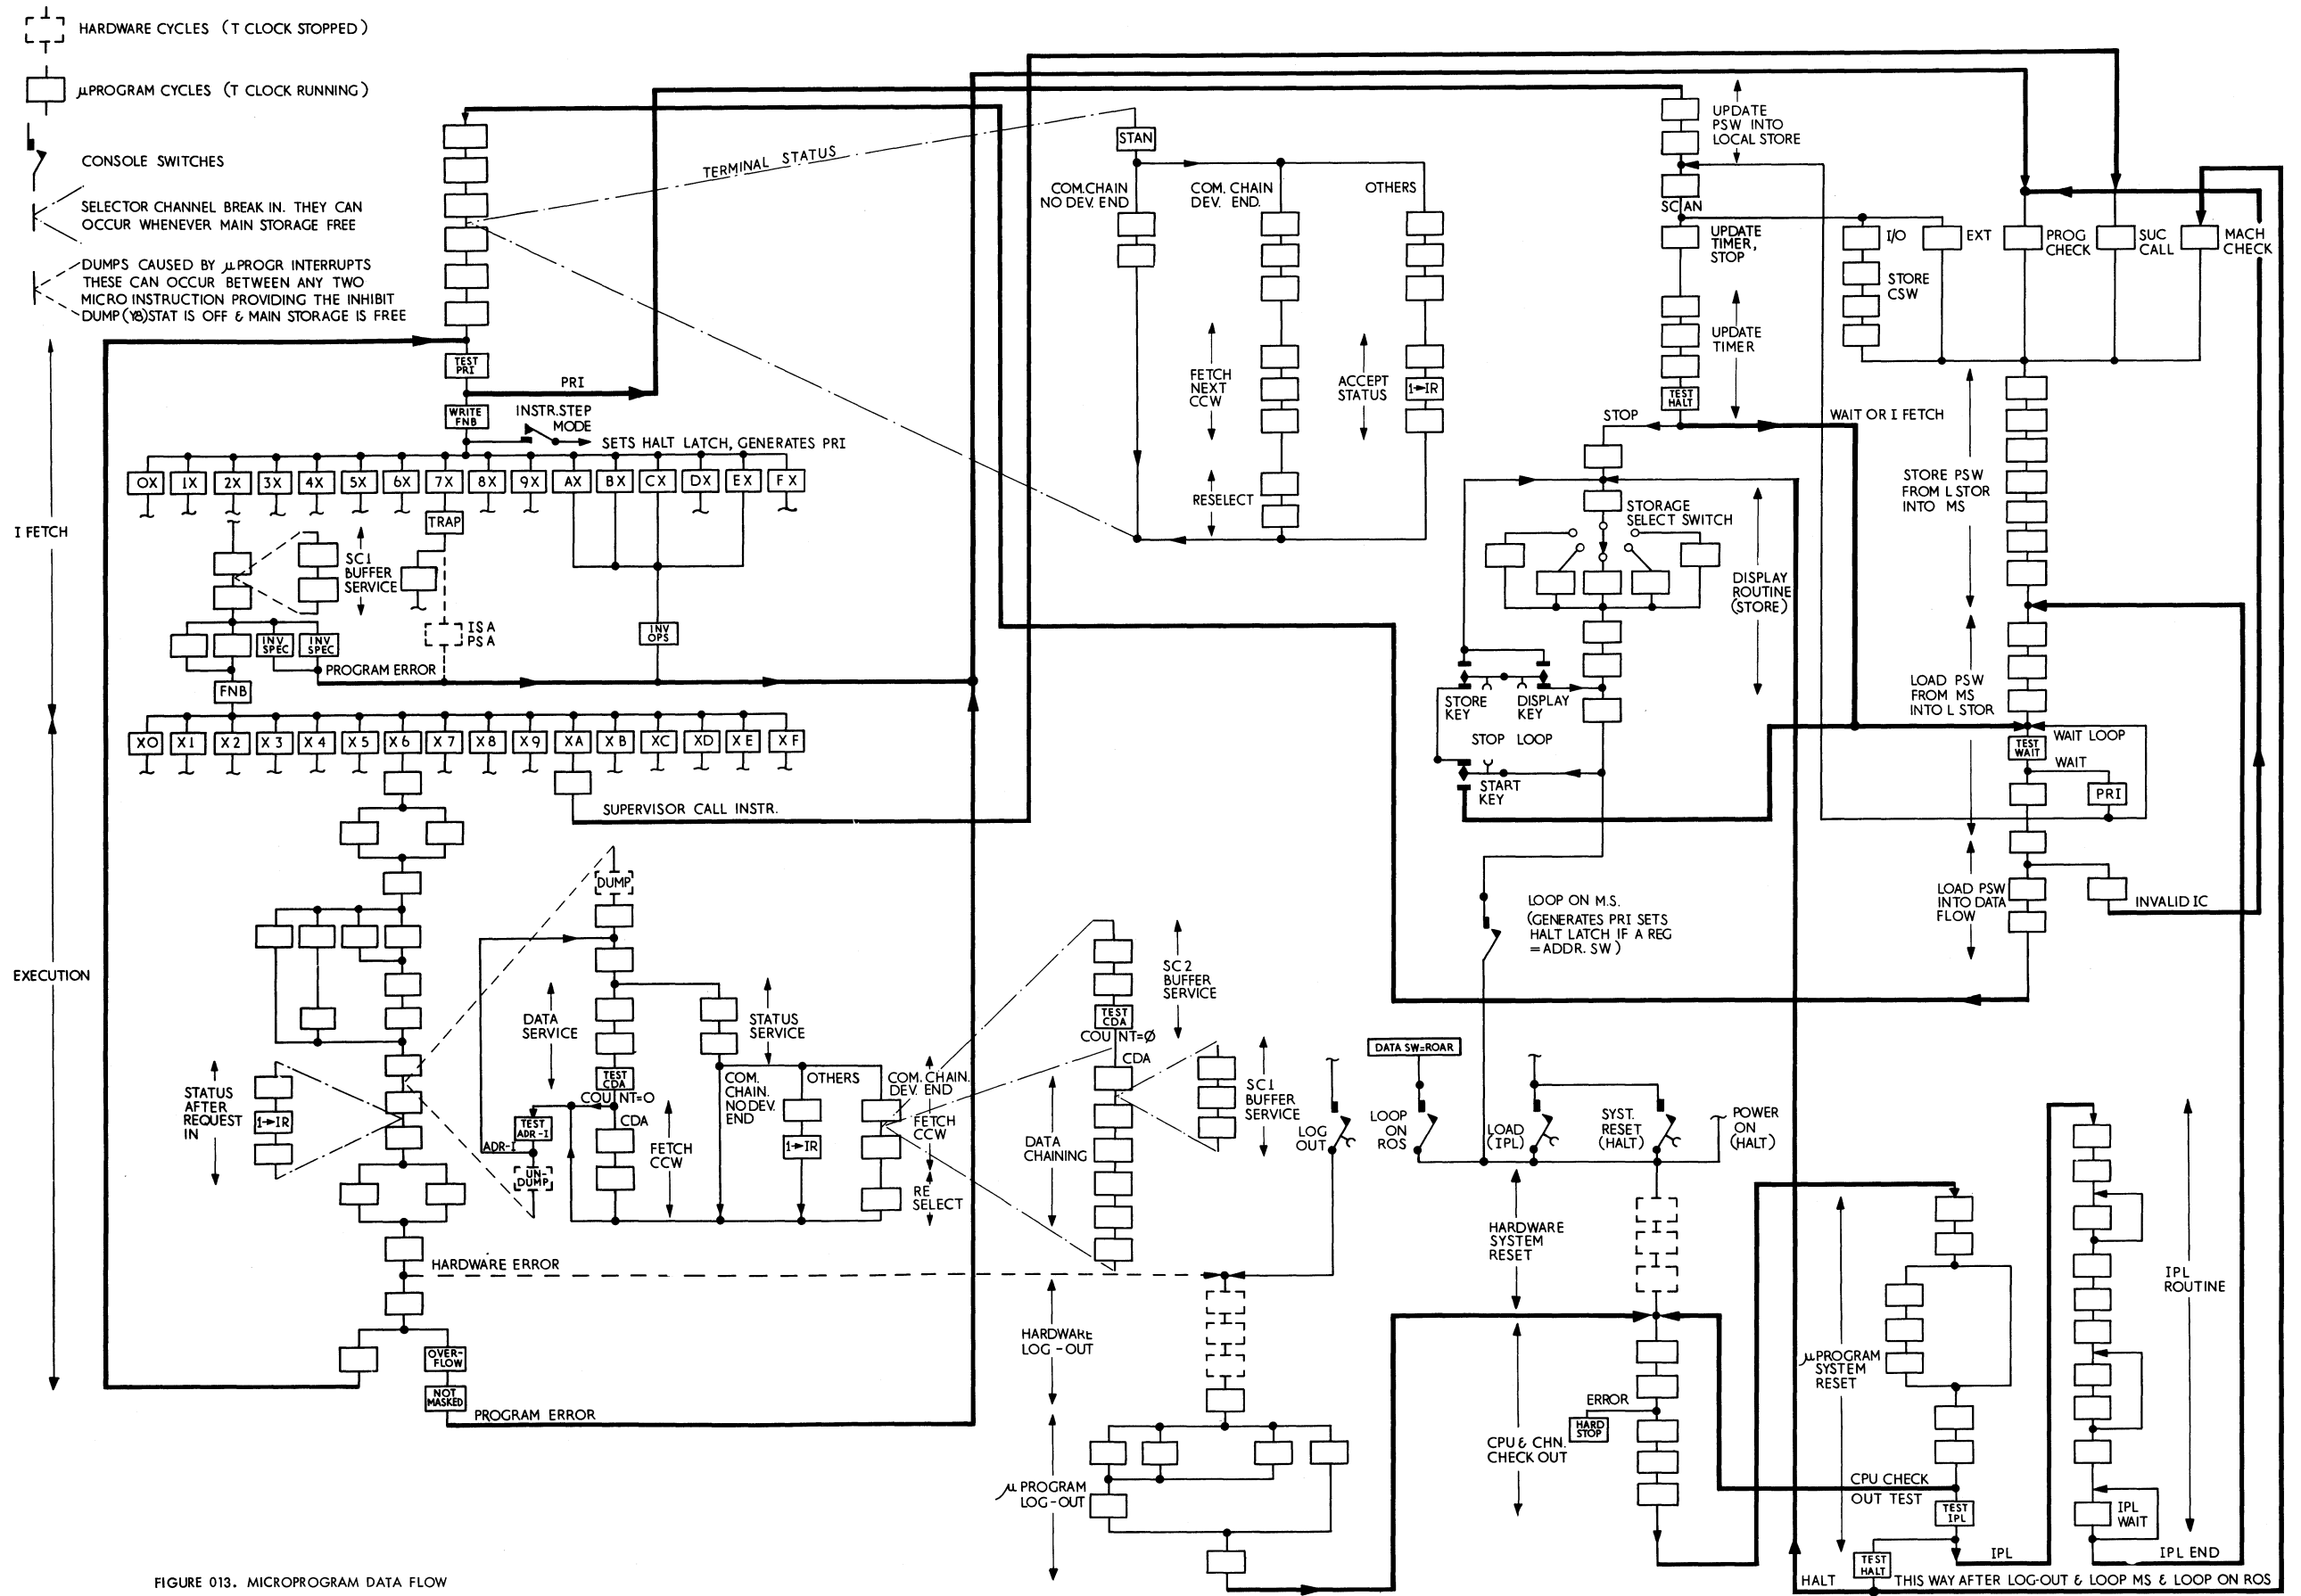 HARDWARE CYCLES (T CLOCK STOPPED)
μPROGRAM CYCLES (T CLOCK RUNNING)
CONSOLE SWITCHES
SELECTOR CHANNEL BREAK IN. THEY CAN
OCCUR WHENEVER MAIN STORAGE FREE
DUMPS CAUSED BY μPROGR INTERRUPTS
THESE CAN OCCUR BETWEEN ANY TWO
MICRO INSTRUCTION PROVIDING THE INHIBIT
DUMP (Y8) STAT IS OFF & MAIN STORAGE IS FREE
I FETCH
EXECUTION
TEST
PRI
PRI
WRITE
FNB
INSTR.STEP
MODE
SETS HALT LATCH, GENERATES PRI
0X 1X 2X 3X 4X 5X 6X 7X 8X 9X AX BX CX DX EX FX
TRAP
SC1
BUFFER
SERVICE
ISA
PSA
INV
SPEC
INV
SPEC
INV
OPS
PROGRAM ERROR
FNB
X0 X1 X2 X3 X4 X5 X6 X7 X8 X9 XA XB XC XD XE XF
SUPERVISOR CALL INSTR.
DUMP
DATA
SERVICE
STATUS
SERVICE
TEST
CDA
COUNT=0
CDA
TEST
ADR-I
ADR-I
UN-
DUMP
FETCH
CCW
COM.
CHAIN.
NO DEV.
END
OTHERS
1→IR
COM. CHAIN.
DEV. END
FETCH
CCW
RE
SELECT
STATUS
AFTER
REQUEST
IN
1→IR
HARDWARE ERROR
OVER-
FLOW
NOT
MASKED
PROGRAM ERROR
TERMINAL STATUS
STAN
COM.CHAIN
NO DEV. END
COM. CHAIN
DEV. END.
OTHERS
FETCH
NEXT
CCW
ACCEPT
STATUS
1→IR
RESELECT
SC2
BUFFER
SERVICE
TEST
CDA
COUNT=Ø
CDA
DATA
CHAINING
SC1
BUFFER
SERVICE
LOG
OUT
HARDWARE
LOG-OUT
μPROGRAM
LOG-OUT
UPDATE
PSW INTO
LOCAL STORE
SCAN
UPDATE
TIMER,
STOP
UPDATE
TIMER
TEST
HALT
STOP
WAIT OR I FETCH
STORAGE
SELECT SWITCH
DISPLAY
ROUTINE
(STORE)
STORE
KEY
DISPLAY
KEY
STOP LOOP
START
KEY
LOOP ON M.S.
(GENERATES PRI SETS
HALT LATCH IF A REG
=ADDR. SW)
DATA SW=ROAR
LOOP
ON
ROS
LOAD
(IPL)
SYST.
RESET
(HALT)
POWER
ON
(HALT)
HARDWARE
SYSTEM
RESET
ERROR
HARD
STOP
CPU & CHN.
CHECK OUT
I/O
EXT
PROG
CHECK
SUC
CALL
MACH
CHECK
STORE
CSW
STORE PSW
FROM L STOR
INTO MS
LOAD PSW
FROM MS
INTO L STOR
WAIT LOOP
TEST
WAIT
WAIT
PRI
LOAD PSW
INTO DATA
FLOW
INVALID IC
μPROGRAM
SYSTEM
RESET
CPU CHECK
OUT TEST
TEST
IPL
IPL
TEST
HALT
HALT
IPL
ROUTINE
IPL
WAIT
IPL END
THIS WAY AFTER LOG-OUT & LOOP MS & LOOP ON ROS
FIGURE 013. MICROPROGRAM DATA FLOW